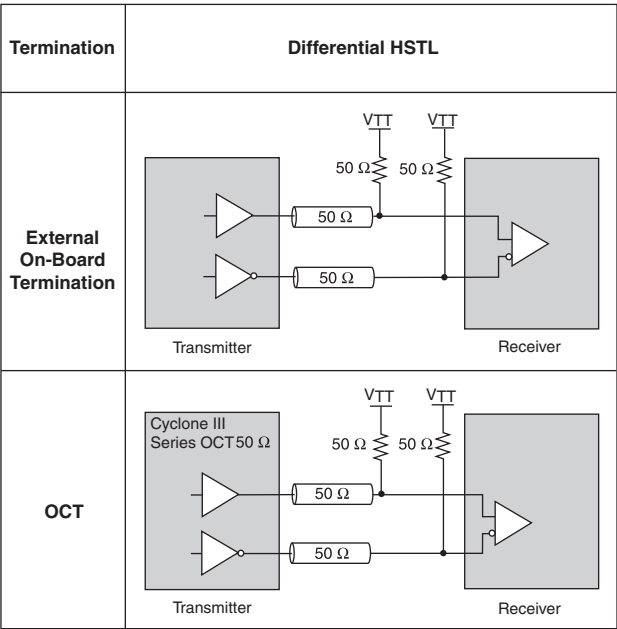 Termination
Differential HSTL
External
On-Board
Termination
VTT
VTT
50 Ω
50 Ω
50 Ω
50 Ω
Transmitter
Receiver
OCT
Cyclone III
Series OCT 50 Ω
VTT
VTT
50 Ω
50 Ω
50 Ω
50 Ω
Transmitter
Receiver